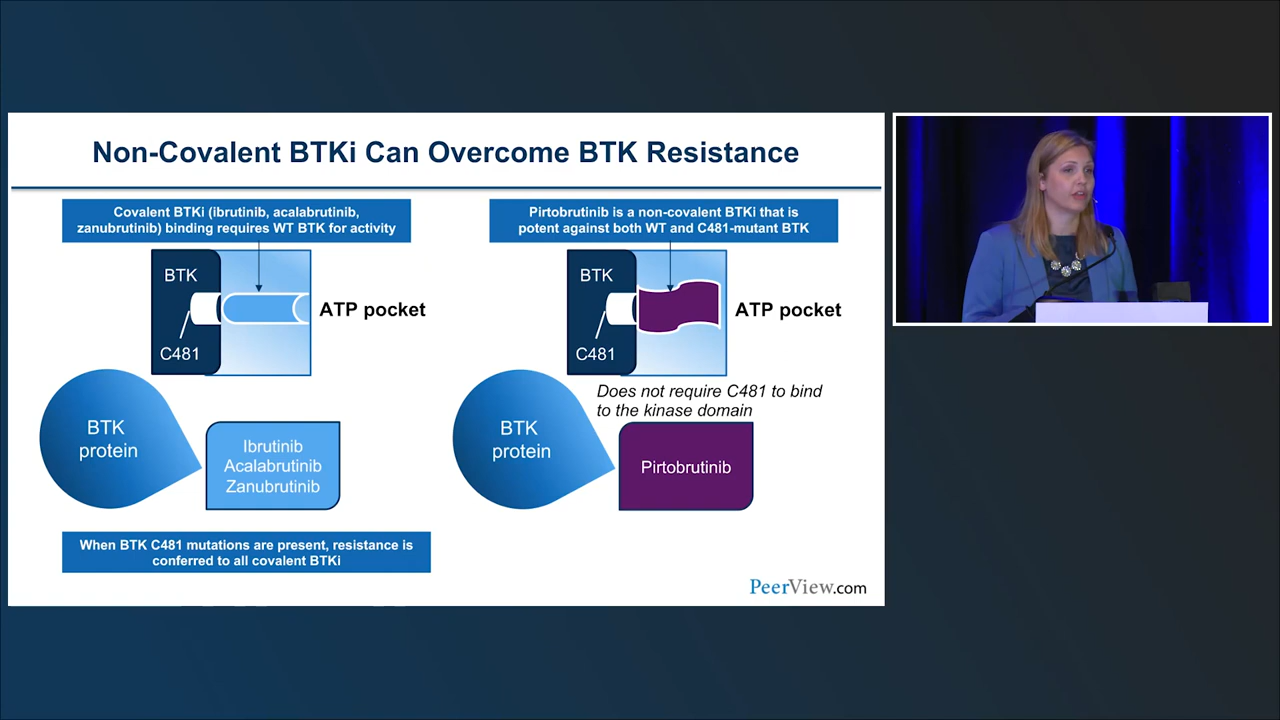 Non-Covalent BTKi Can Overcome BTK Resistance
Covalent BTKi (ibrutinib, acalabrutinib,
zanubrutinib) binding requires WT BTK for activity
BTK
C481
ATP pocket
BTK
protein
Ibrutinib
Acalabrutinib
Zanubrutinib
When BTK C481 mutations are present, resistance is
conferred to all covalent BTKi
Pirtobrutinib is a non-covalent BTKi that is
potent against both WT and C481-mutant BTK
BTK
C481
ATP pocket
Does not require C481 to bind
to the kinase domain
BTK
protein
Pirtobrutinib
PeerView.com